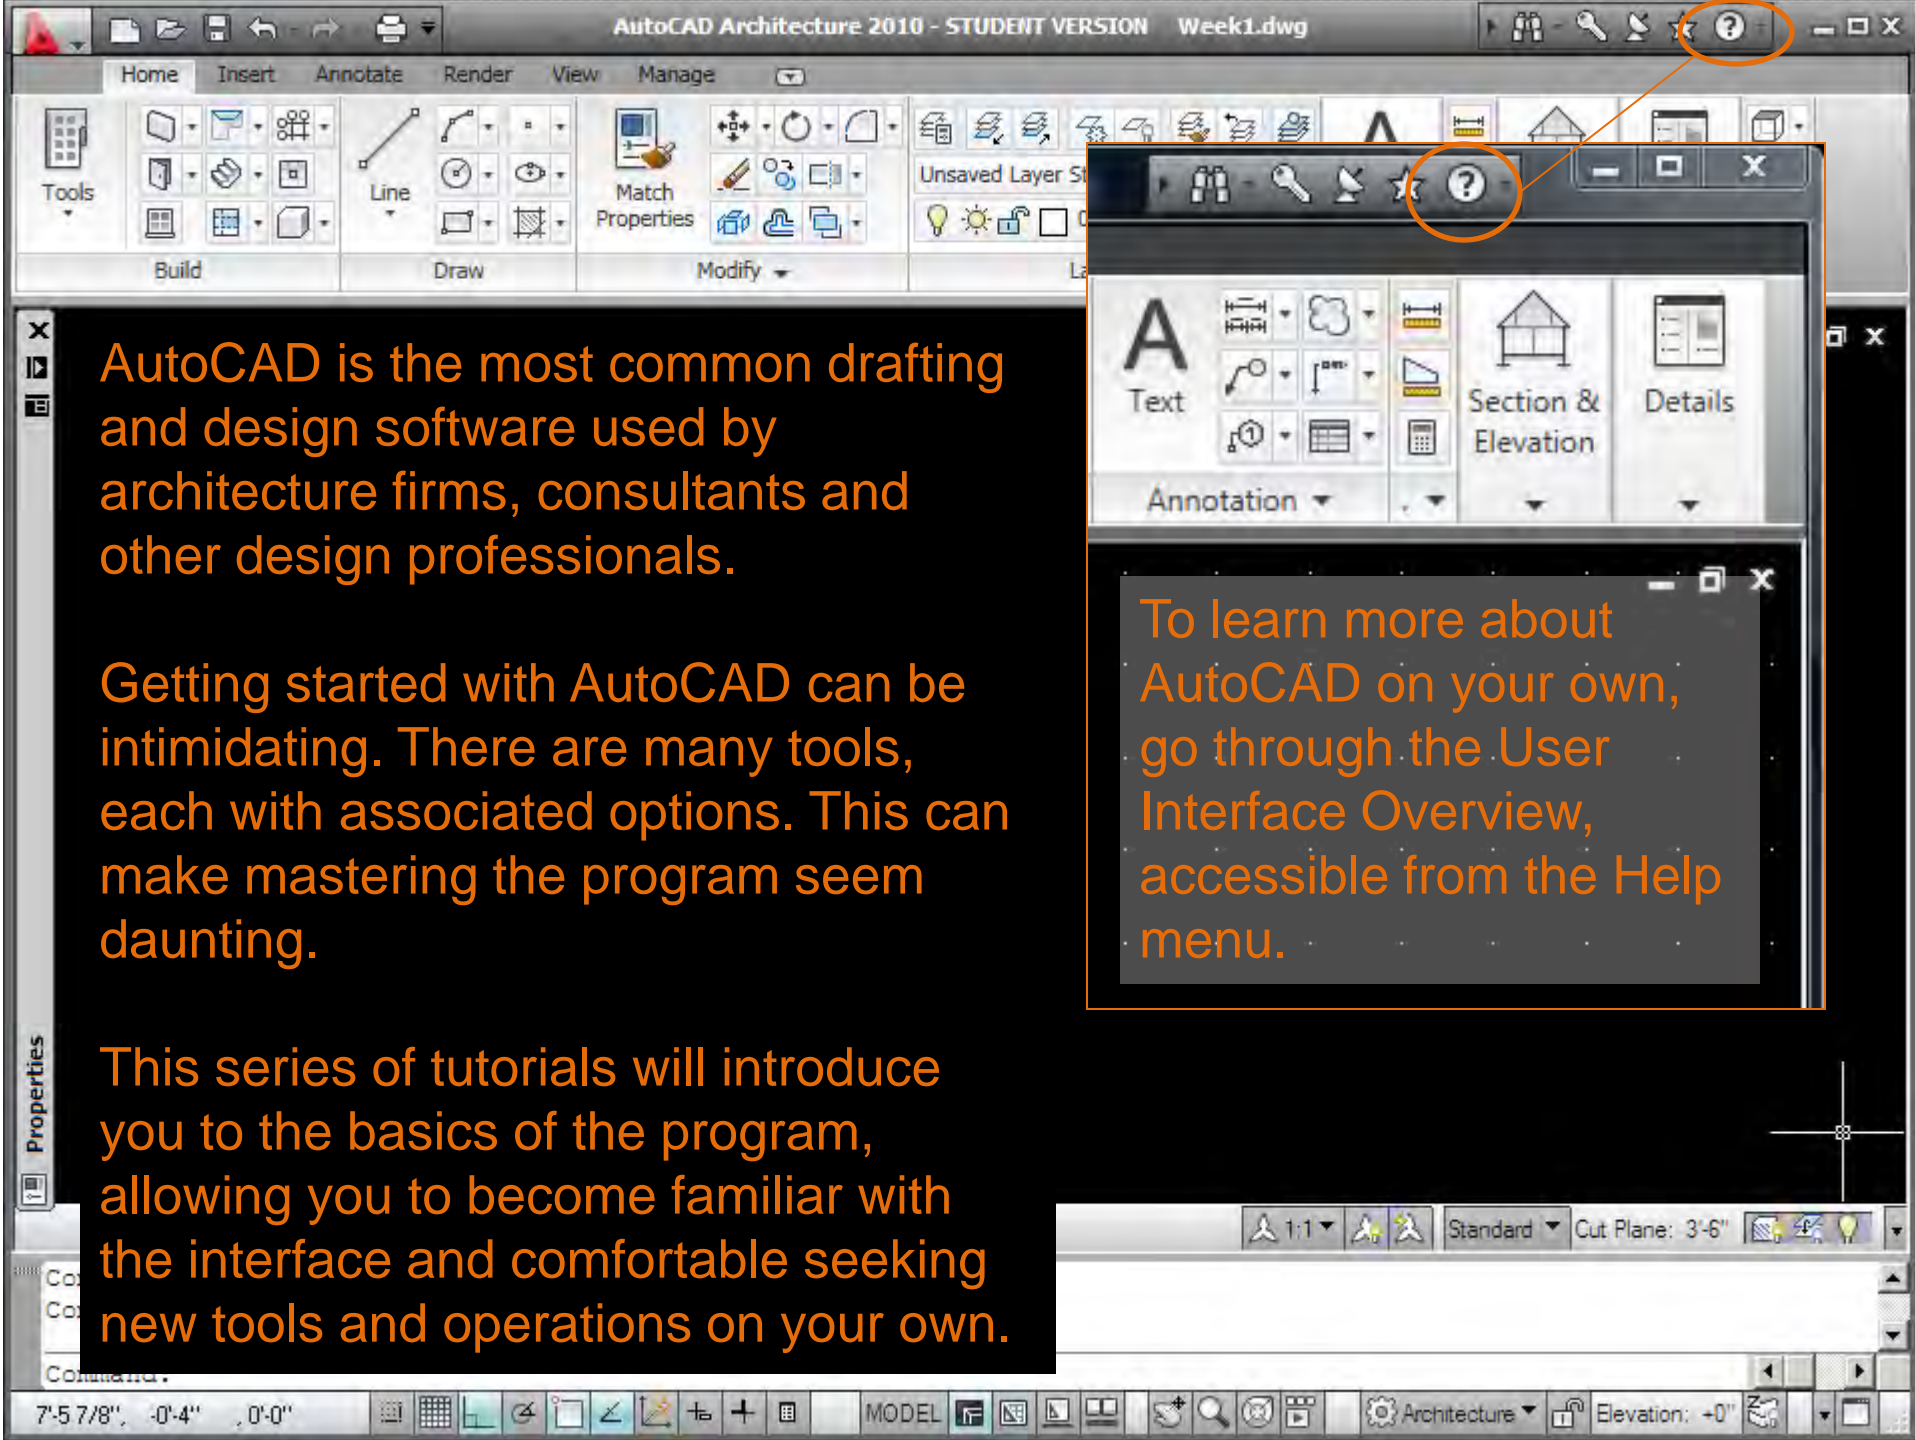 AutoCAD Architecture 2010 - STUDENT VERSION Week1.dwg
Home Insert Annotate Render View Manage
Tools
Line
Match
Properties
Unsaved Layer St
Build Draw Modify
AutoCAD is the most common drafting
and design software used by
architecture firms, consultants and
other design professionals.
Getting started with AutoCAD can be
intimidating. There are many tools,
each with associated options. This can
make mastering the program seem
daunting.
This series of tutorials will introduce
you to the basics of the program,
allowing you to become familiar with
the interface and comfortable seeking
new tools and operations on your own.
Text
Section &
Elevation
Details
Annotation
To learn more about
AutoCAD on your own,
go through the User
Interface Overview,
accessible from the Help
menu.
Properties
1:1 Standard Cut Plane: 3'-6"
Command:
7'-5 7/8", -0'-4" , 0'-0" MODEL Architecture Elevation: +0"